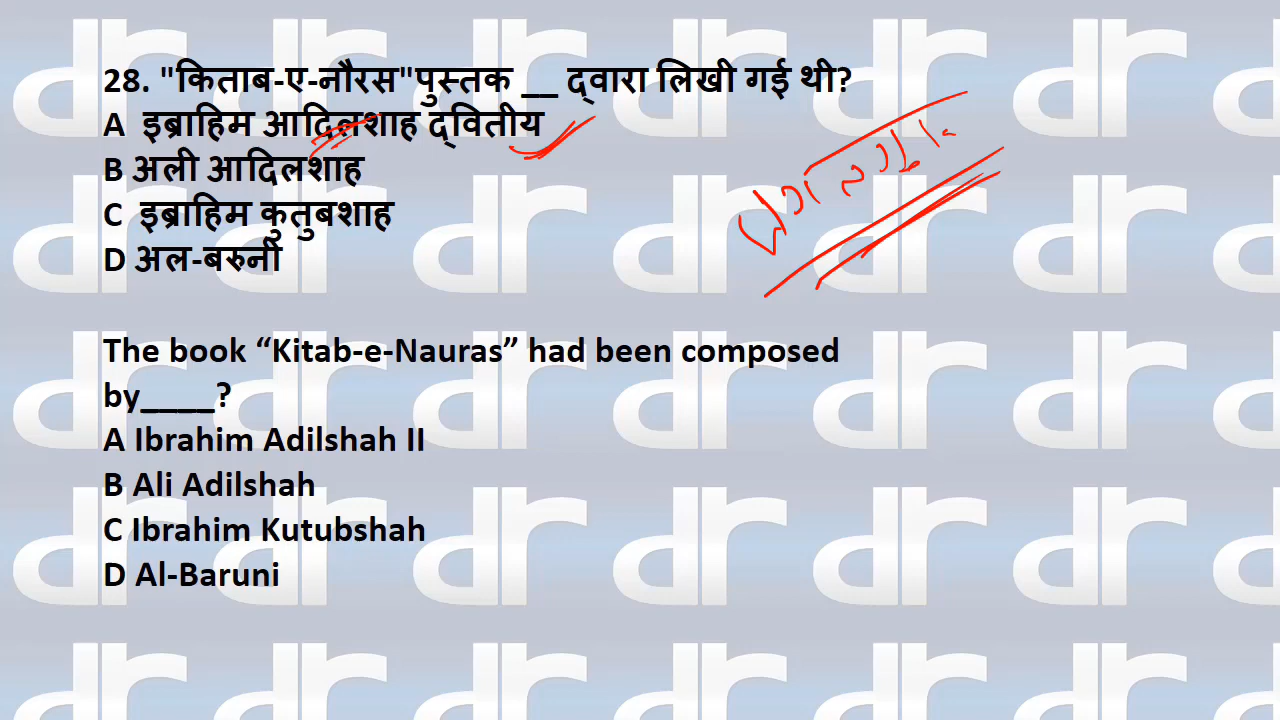 28. "किताब-ए-नौरस"पुस्तक __ द्वारा लिखी गई थी?
A इब्राहिम आदिलशाह द्वितीय
B अली आदिलशाह
C इब्राहिम कुतुबशाह
D अल-बरुनी
The book “Kitab-e-Nauras” had been composed
by____?
A Ibrahim Adilshah II
B Ali Adilshah
C Ibrahim Kutubshah
D Al-Baruni